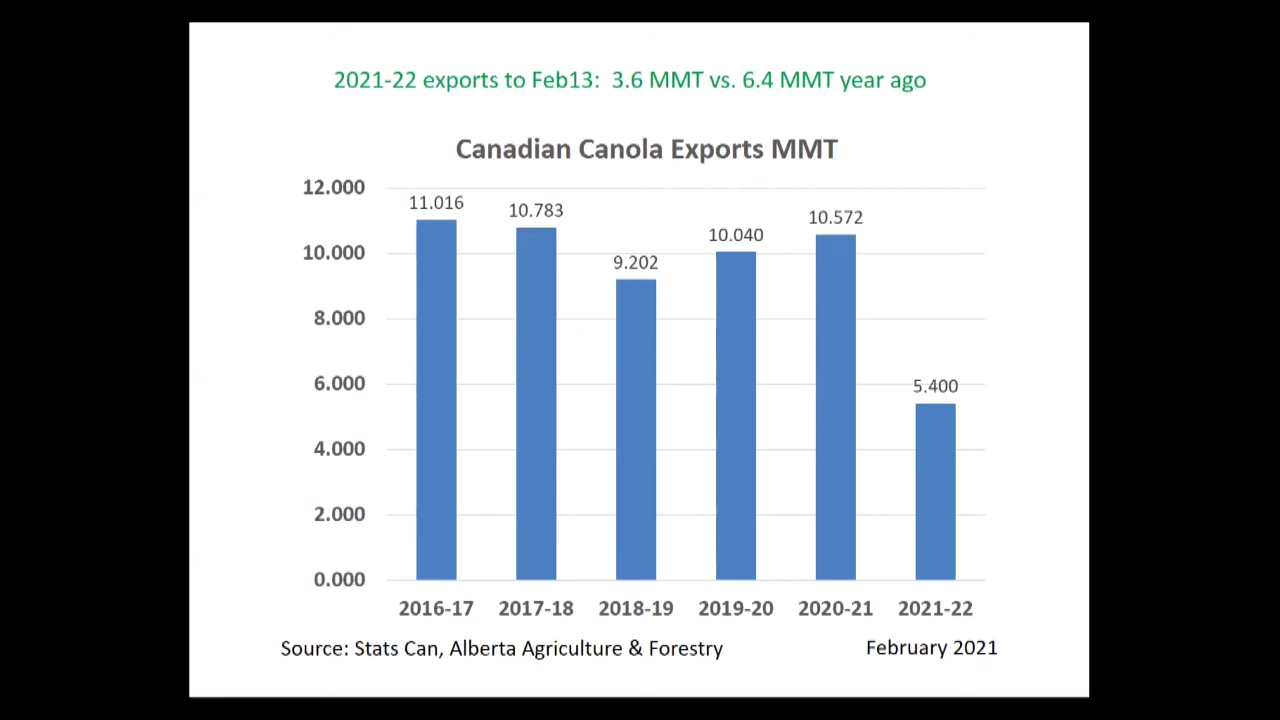 2021-22 exports to Feb13: 3.6 MMT vs. 6.4 MMT year ago
Canadian Canola Exports MMT
12.000
10.000
8.000
6.000
4.000
2.000
0.000
11.016
10.783
9.202
10.040
10.572
5.400
2016-17 2017-18 2018-19 2019-20 2020-21 2021-22
Source: Stats Can, Alberta Agriculture & Forestry
February 2021